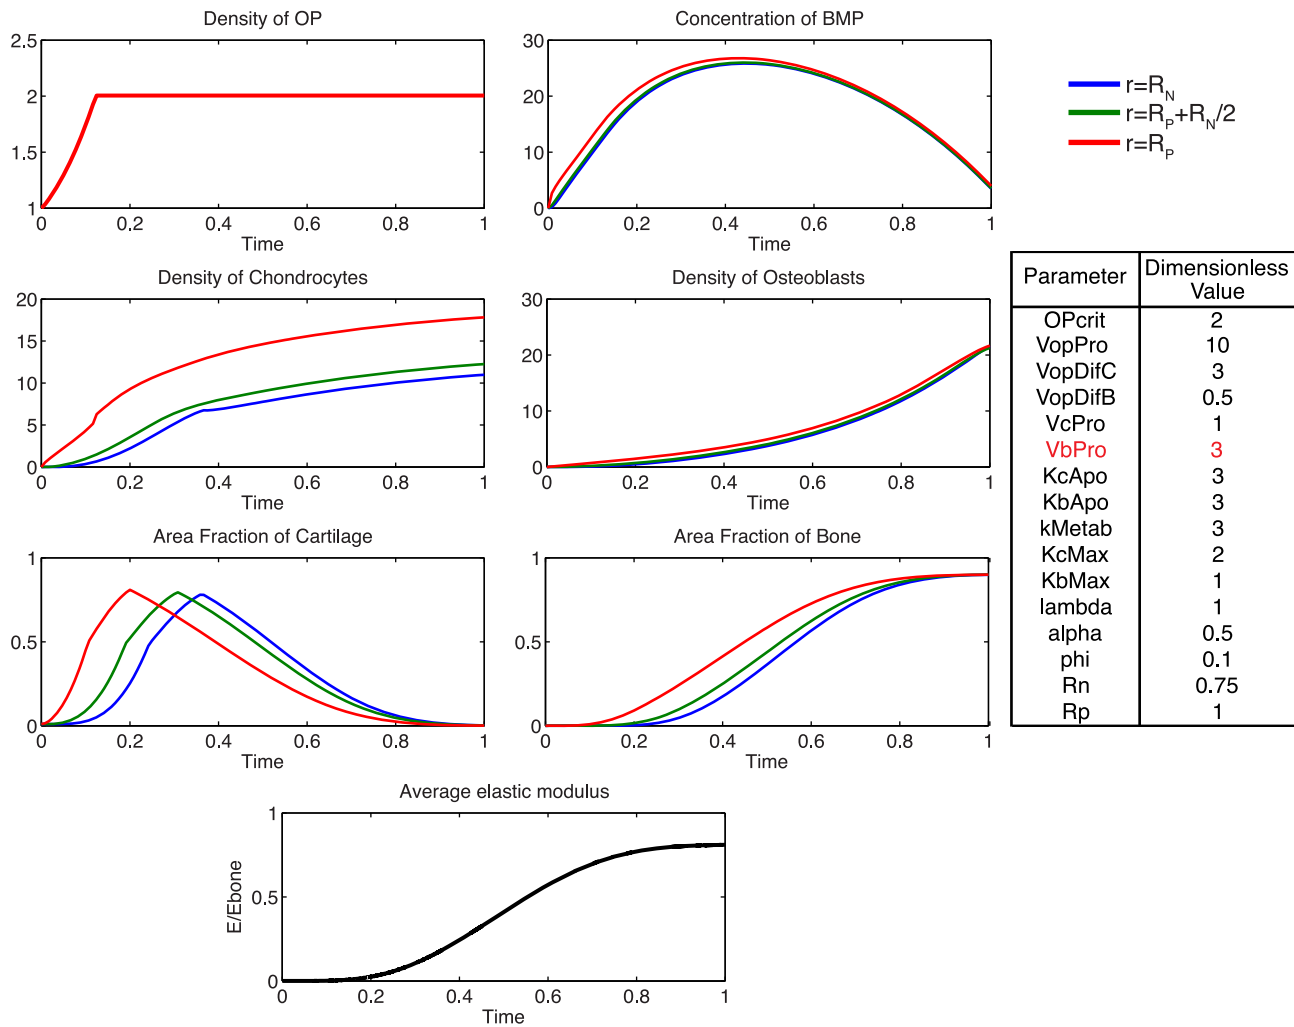 Density of OP
2.5
2
1.5
1
0 0.2 0.4 0.6 0.8 1
Time
Concentration of BMP
30
20
10
0
0 0.2 0.4 0.6 0.8 1
Time
r=R_N
r=R_P+R_N/2
r=R_P
Density of Chondrocytes
20
15
10
5
0
0 0.2 0.4 0.6 0.8 1
Time
Density of Osteoblasts
30
20
10
0
0 0.2 0.4 0.6 0.8 1
Time
Area Fraction of Cartilage
1
0.5
0
0 0.2 0.4 0.6 0.8 1
Time
Area Fraction of Bone
1
0.5
0
0 0.2 0.4 0.6 0.8 1
Time
Average elastic modulus
E/Ebone
1
0.5
0
0 0.2 0.4 0.6 0.8 1
Time
Parameter Dimensionless
Value
OPcrit 2
VopPro 10
VopDifC 3
VopDifB 0.5
VcPro 1
VbPro 3
KcApo 3
KbApo 3
kMetab 3
KcMax 2
KbMax 1
lambda 1
alpha 0.5
phi 0.1
Rn 0.75
Rp 1